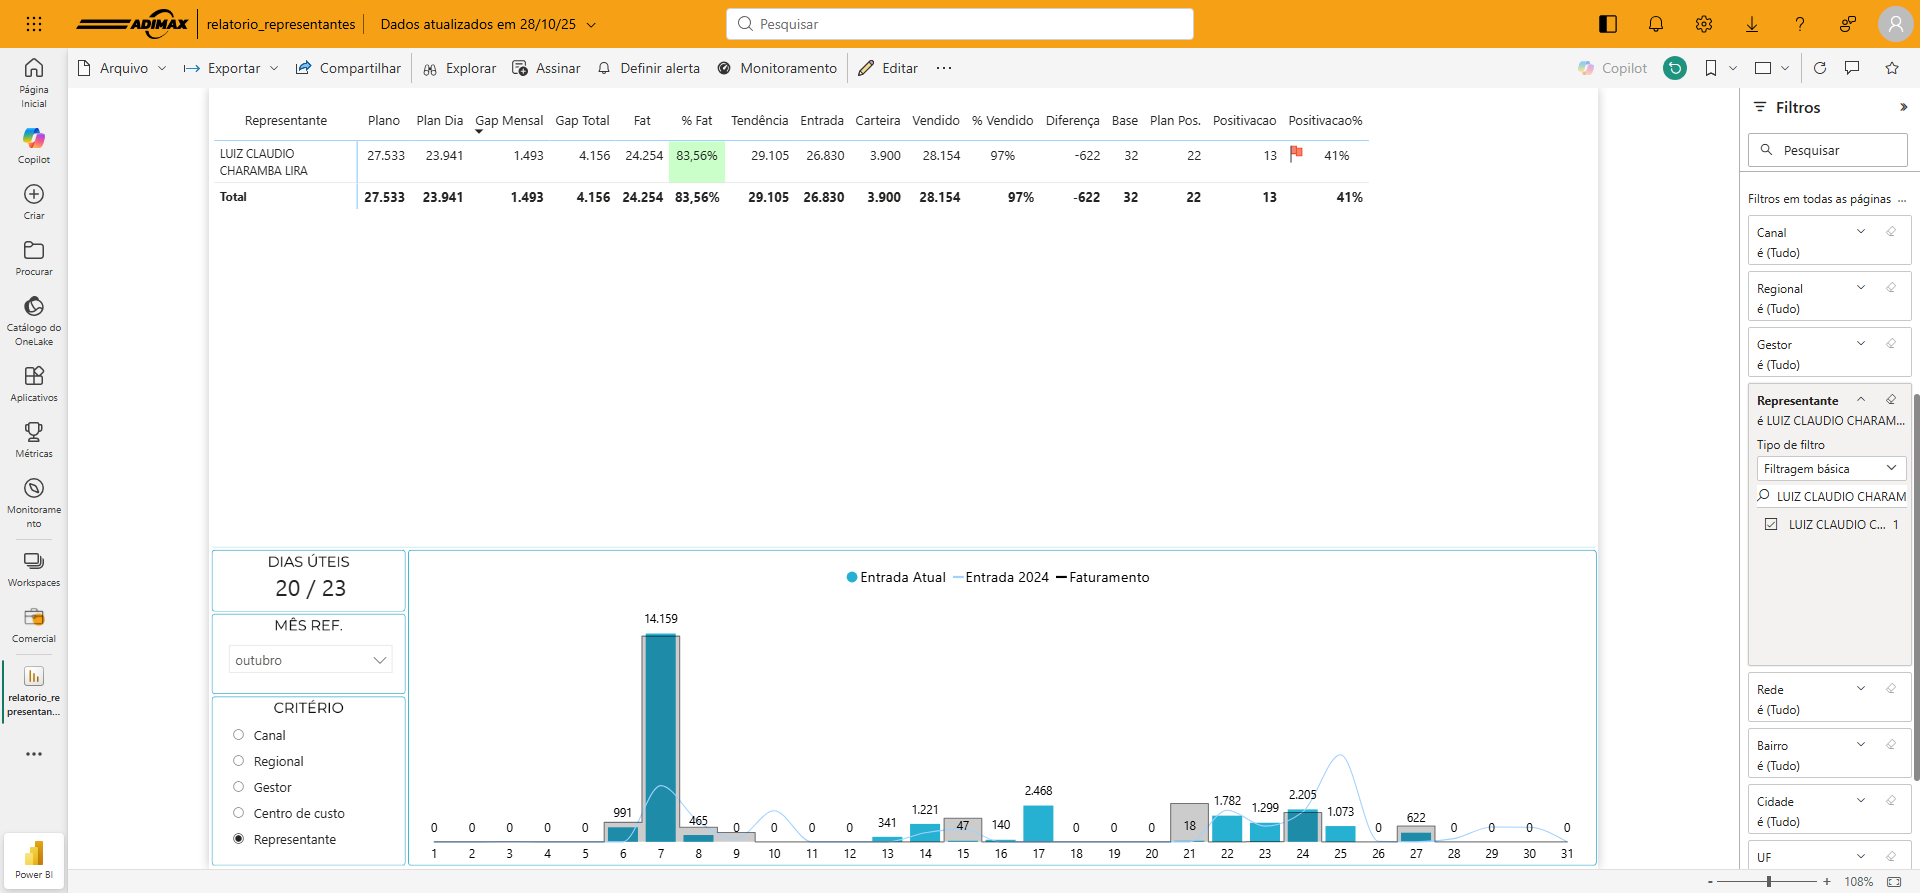 ADIMAX
relatorio_representantes
Dados atualizados em 28/10/25
Pesquisar
Arquivo
Exportar
Compartilhar
Explorar
Assinar
Definir alerta
Monitoramento
Editar
Copilot
Página
Inicial
Copilot
Criar
Procurar
Catálogo do
OneLake
Aplicativos
Métricas
Monitorame
nto
Workspaces
Comercial
relatorio_re
presentan...
Power BI
Representante Plano Plan Dia Gap Mensal Gap Total Fat % Fat Tendência Entrada Carteira Vendido % Vendido Diferença Base Plan Pos. Positivacao Positivacao%
LUIZ CLAUDIO
CHARAMBA LIRA
27.533 23.941 1.493 4.156 24.254 83,56% 29.105 26.830 3.900 28.154 97% -622 32 22 13 41%
Total 27.533 23.941 1.493 4.156 24.254 83,56% 29.105 26.830 3.900 28.154 97% -622 32 22 13 41%
DIAS ÚTEIS
20 / 23
MÊS REF.
outubro
CRITÉRIO
Canal
Regional
Gestor
Centro de custo
Representante
Entrada Atual Entrada 2024 Faturamento
0 0 0 0 0 991 14.159 465 0 0 0 0 341 1.221 47 140 2.468 0 0 0 18 1.782 1.299 2.205 1.073 0 622 0 0 0 0
1 2 3 4 5 6 7 8 9 10 11 12 13 14 15 16 17 18 19 20 21 22 23 24 25 26 27 28 29 30 31
Filtros
Pesquisar
Filtros em todas as páginas ...
Canal
é (Tudo)
Regional
é (Tudo)
Gestor
é (Tudo)
Representante
é LUIZ CLAUDIO CHARAM...
Tipo de filtro
Filtragem básica
LUIZ CLAUDIO CHARAM
LUIZ CLAUDIO C... 1
Rede
é (Tudo)
Bairro
é (Tudo)
Cidade
é (Tudo)
UF
- + 108%